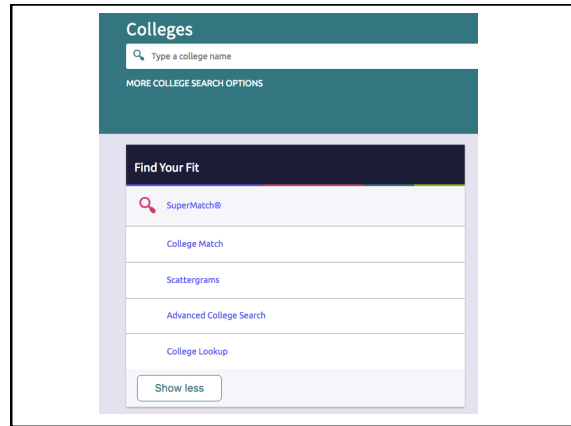 Colleges
Type a college name
MORE COLLEGE SEARCH OPTIONS
Find Your Fit
SuperMatch®
College Match
Scattergrams
Advanced College Search
College Lookup
Show less